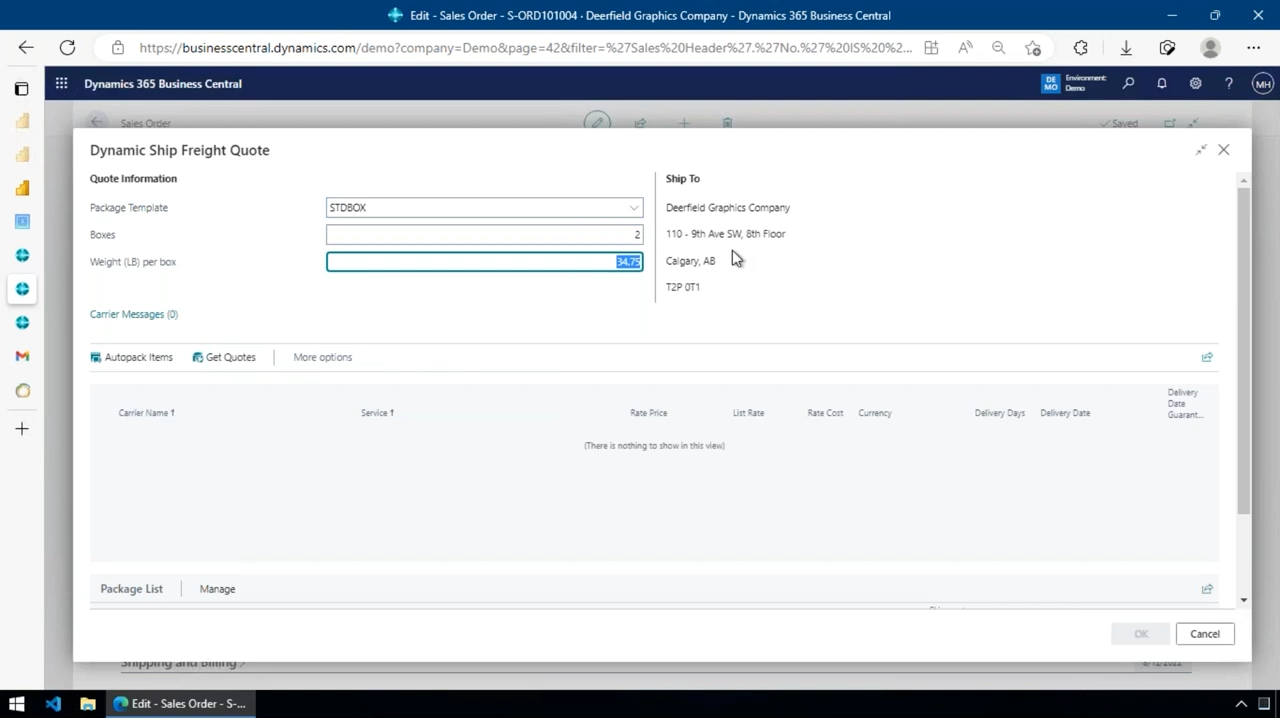 Edit - Sales Order - S-ORD101004 · Deerfield Graphics Company - Dynamics 365 Business Central
https://businesscentral.dynamics.com/demo?company=Demo&page=42&filter=%27Sales%20Header%27.%27No.%27%20IS%20%2...
Dynamics 365 Business Central
DE MO
Environment:
Demo
MH
Sales Order
Saved
Dynamic Ship Freight Quote
Quote Information
Package Template
STDBOX
Boxes
2
Weight (LB) per box
34.75
Carrier Messages (0)
Ship To
Deerfield Graphics Company
110 - 9th Ave SW, 8th Floor
Calgary, AB
T2P 0T1
Autopack Items
Get Quotes
More options
Carrier Name ↑
Service ↑
Rate Price
List Rate
Rate Cost
Currency
Delivery Days
Delivery Date
Delivery
Date
Guarant...
(There is nothing to show in this view)
Package List
Manage
OK
Cancel
Shipping and Billing
Edit - Sales Order - S-...